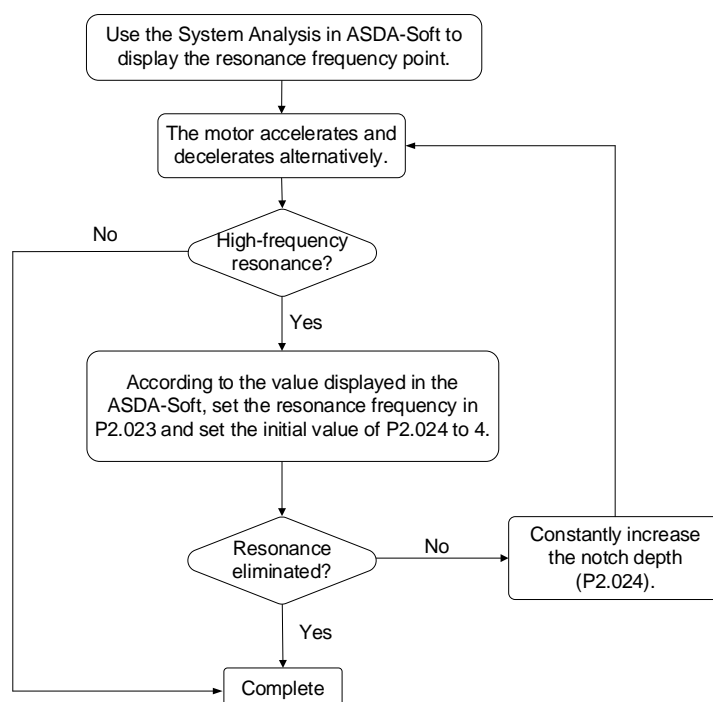 Use the System Analysis in ASDA-Soft to
display the resonance frequency point.
The motor accelerates and
decelerates alternatively.
No
High-frequency
resonance?
Yes
According to the value displayed in the
ASDA-Soft, set the resonance frequency in
P2.023 and set the initial value of P2.024 to 4.
Resonance
eliminated?
No
Constantly increase
the notch depth
(P2.024).
Yes
Complete